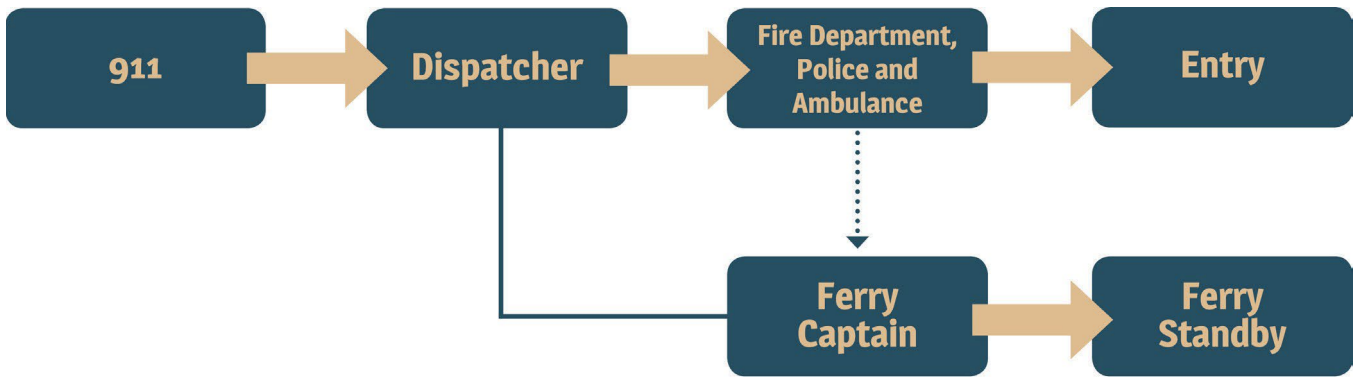 911
Dispatcher
Fire Department,
Police and
Ambulance
Entry
Ferry
Captain
Ferry
Standby